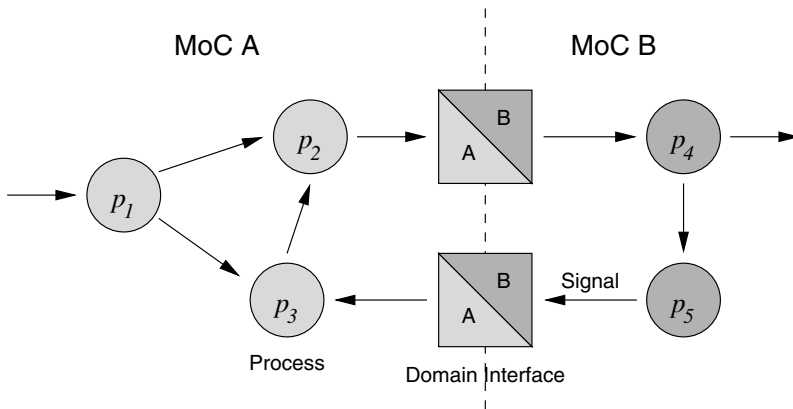 MoC A
MoC B
p2
B
A
p4
p1
B
A
Signal
p3
p5
Process
Domain Interface